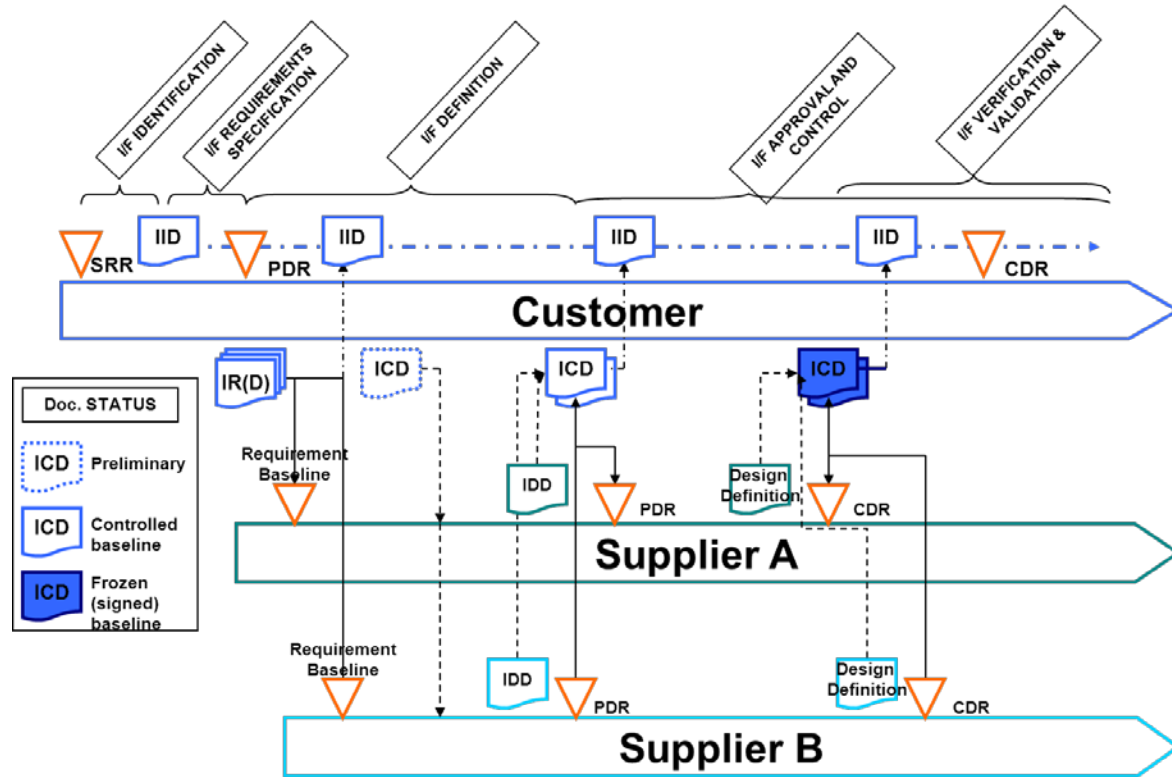 I/F IDENTIFICATION
I/F REQUIREMENTS
SPECIFICATION
I/F DEFINITION
I/F APPROVAL AND
CONTROL
I/F VERIFICATION &
VALIDATION
IID
IID
IID
IID
SRR
PDR
CDR
Customer
IR(D)
ICD
ICD
ICD
Doc. STATUS
ICD
Preliminary
ICD
Controlled
baseline
ICD
Frozen
(signed)
baseline
Requirement
Baseline
IDD
PDR
Design
Definition
CDR
Supplier A
Requirement
Baseline
IDD
PDR
Design
Definition
CDR
Supplier B